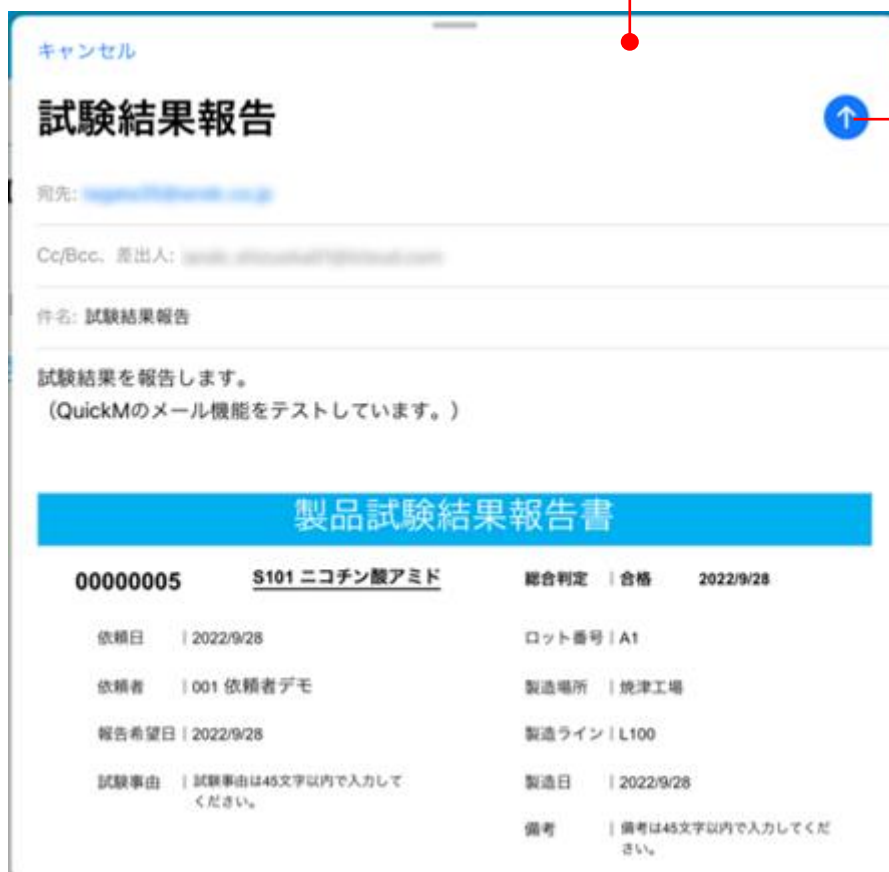 キャンセル
試験結果報告
宛先:
Cc/Bcc、差出人:
件名: 試験結果報告
試験結果を報告します。
（QuickMのメール機能をテストしています。）
製品試験結果報告書
00000005 S101 ニコチン酸アミド 総合判定 | 合格 2022/9/28
依頼日 | 2022/9/28 ロット番号 | A1
依頼者 | 001 依頼者デモ 製造場所 | 焼津工場
報告希望日 | 2022/9/28 製造ライン | L100
試験事由 | 試験事由は45文字以内で入力して
ください。
製造日 | 2022/9/28
備考 | 備考は45文字以内で入力してくだ
さい。